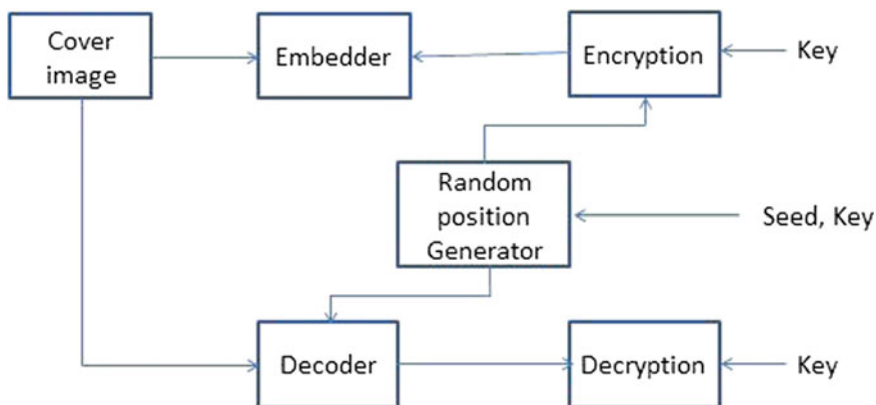 Cover
image
Embedder
Encryption
Key
Random
position
Generator
Seed, Key
Decoder
Decryption
Key